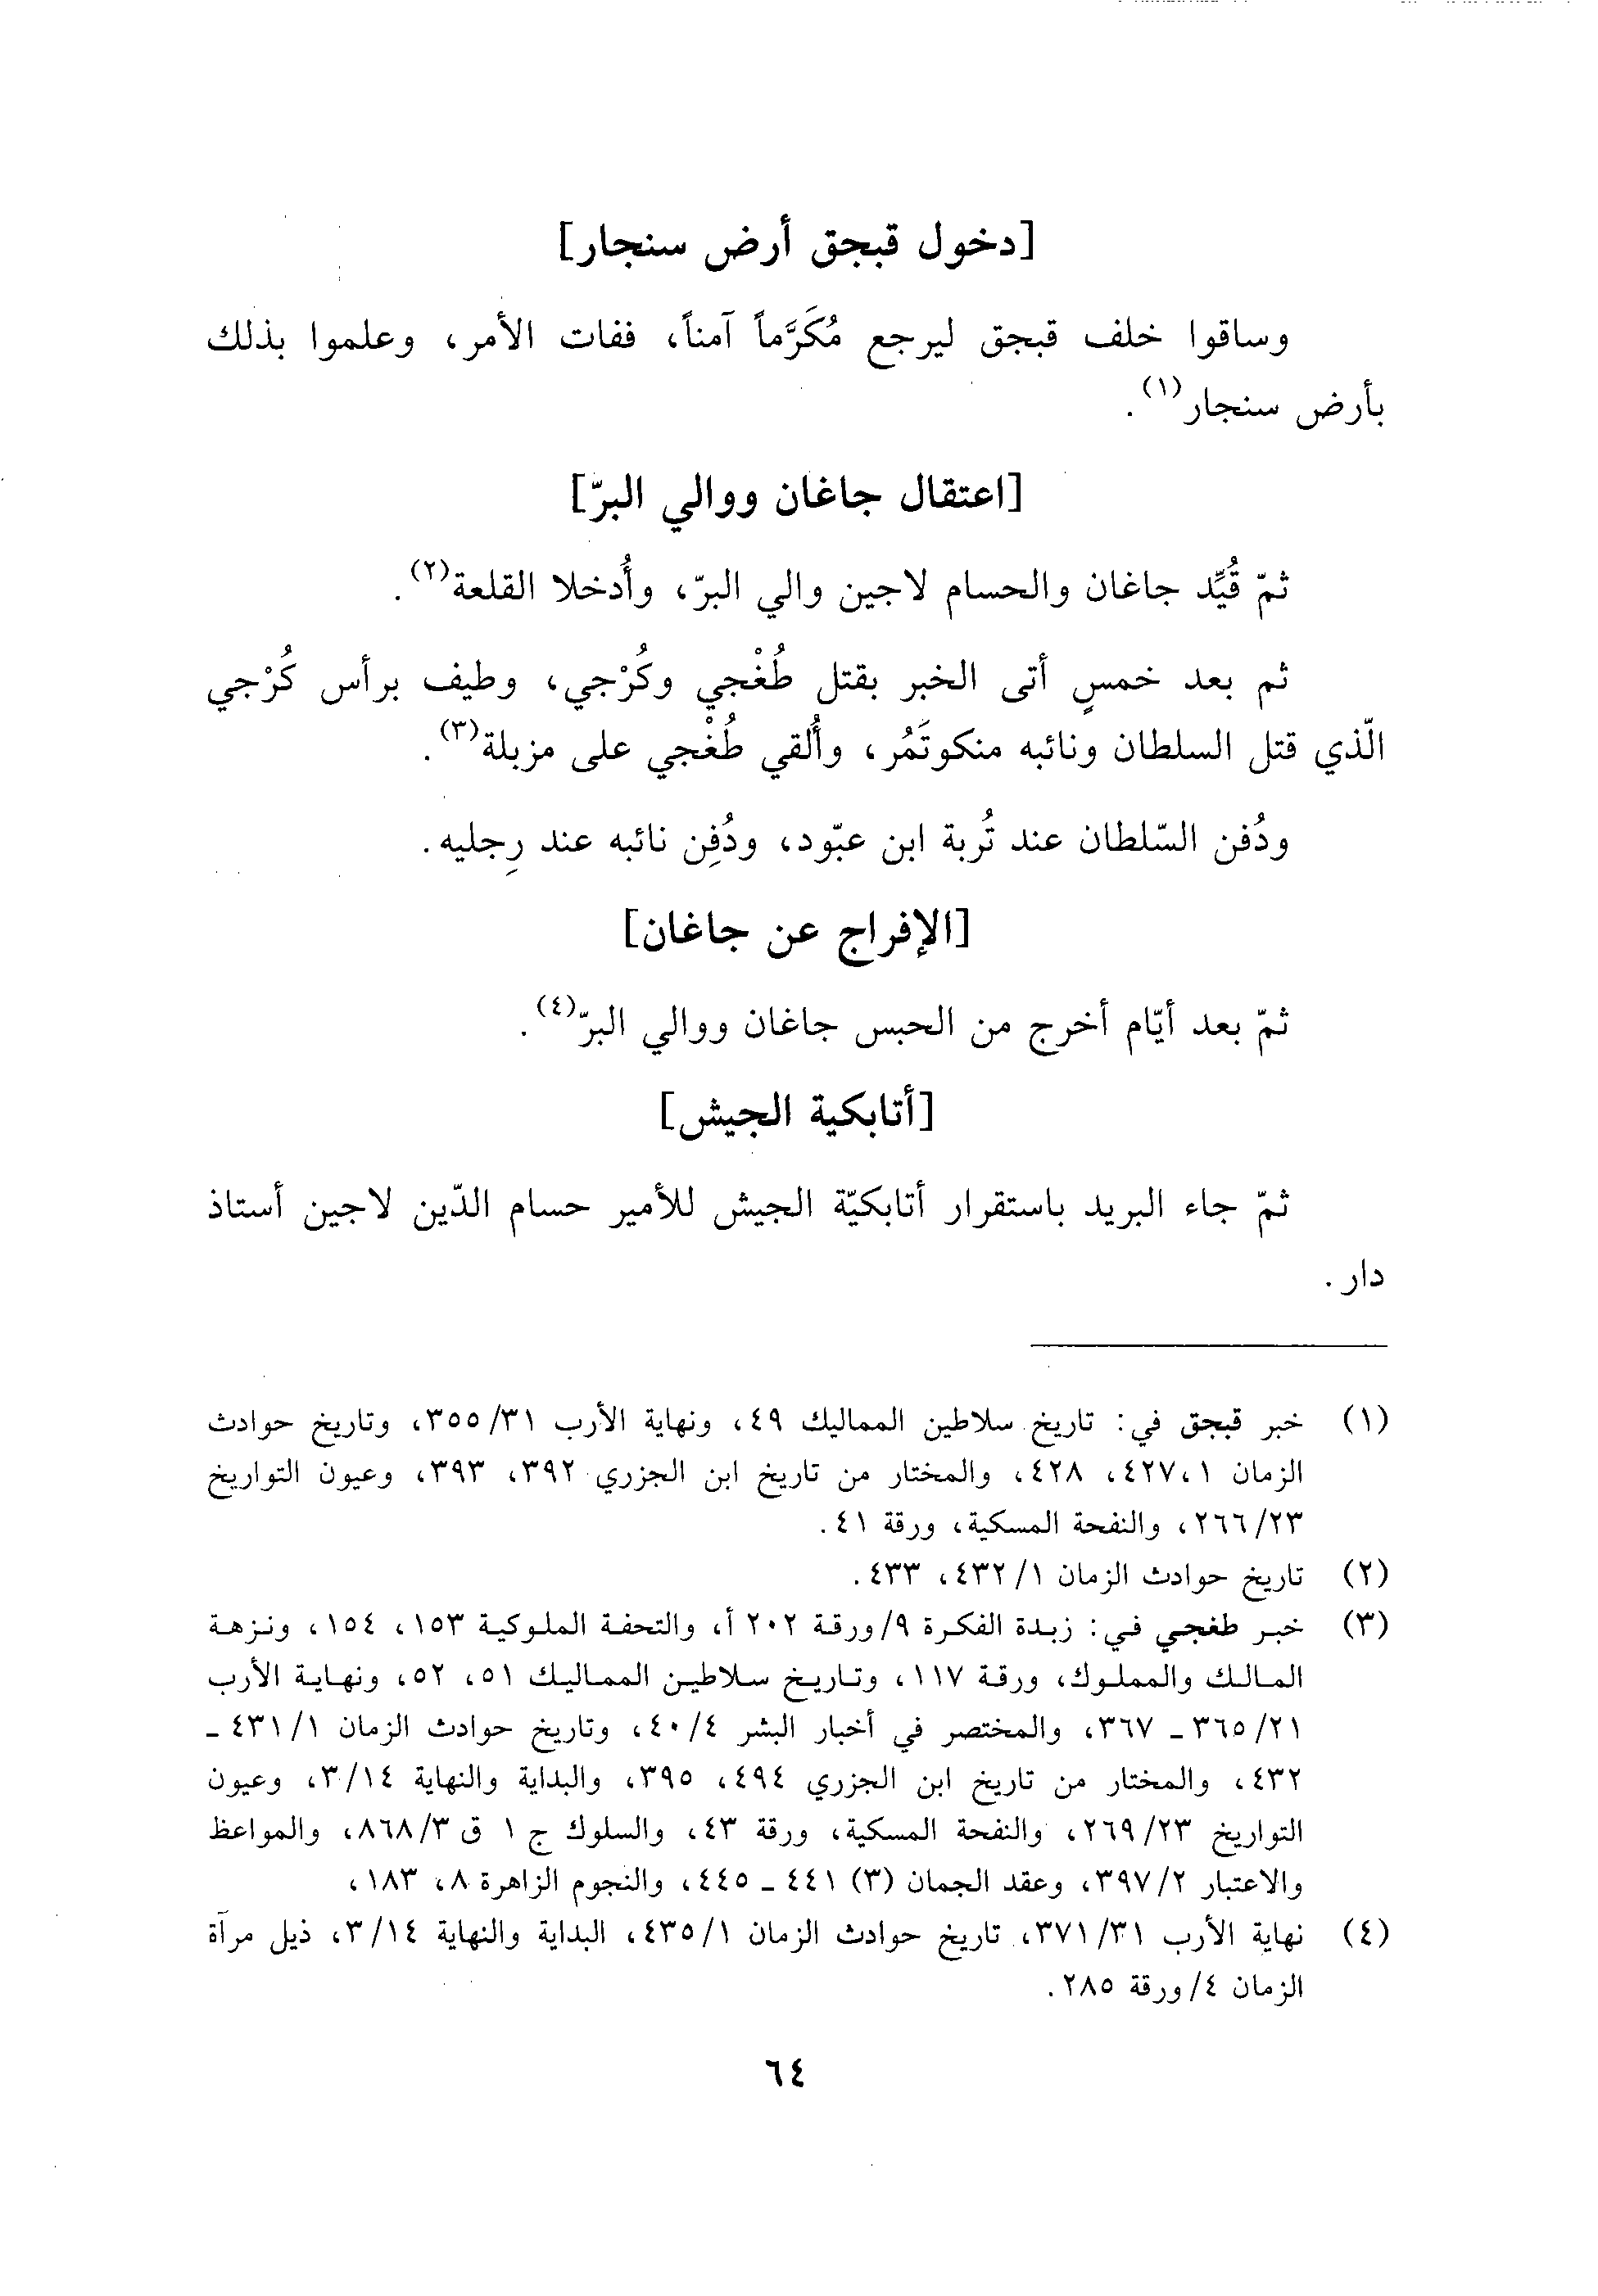 [دخول قبجق أرض سنجار]
وساقوا خلف قبجق ليرجع مُكَرَّماً آمناً، ففات الأمر، وعلموا بذلك
بأرض سنجار(١).
[اعتقال جاغان ووالي البرّ]
ثمّ قُيِّد جاغان والحسام لاجين والي البرّ، وأُدخلا القلعة(٢).
ثم بعد خمسٍ أتى الخبر بقتل طُغْجي وكُرْجي، وطيف برأس كُرْجي
الّذي قتل السلطان ونائبه منكوتَمُر، وأُلقي طُغْجي على مزبلة(٣).
ودُفن السّلطان عند تُربة ابن عبّود، ودُفِن نائبه عند رِجليه.
[الإفراج عن جاغان]
ثمّ بعد أيّام أخرج من الحبس جاغان ووالي البرّ(٤).
[أتابكية الجيش]
ثمّ جاء البريد باستقرار أتابكيّة الجيش للأمير حسام الدّين لاجين أستاذ
دار.
(١) خبر قبجق في: تاريخ سلاطين المماليك ٤٩، ونهاية الأرب ٣٥٥/٣١، وتاريخ حوادث
الزمان ٤٢٧،١، ٤٢٨، والمختار من تاريخ ابن الجزري ٣٩٢، ٣٩٣، وعيون التواريخ
٢٦٦/٢٣، والنفحة المسكية، ورقة ٤١.
(٢) تاريخ حوادث الزمان ٤٣٢/١، ٤٣٣.
(٣) خبر طغجي في: زبدة الفكرة ٩/ورقة ٢٠٢ أ، والتحفة الملوكية ١٥٣، ١٥٤، ونزهة
المالك والمملوك، ورقة ١١٧، وتاريخ سلاطين المماليك ٥١، ٥٢، ونهاية الأرب
٣٦٥/٢١ ـ ٣٦٧، والمختصر في أخبار البشر ٤٠/٤، وتاريخ حوادث الزمان ٤٣١/١ ـ
٤٣٢، والمختار من تاريخ ابن الجزري ٤٩٤، ٣٩٥، والبداية والنهاية ٣/١٤، وعيون
التواريخ ٢٦٩/٢٣، والنفحة المسكية، ورقة ٤٣، والسلوك ج ١ ق ٨٦٨/٣، والمواعظ
والاعتبار ٣٩٧/٢، وعقد الجمان (٣) ٤٤١ ـ ٤٤٥، والنجوم الزاهرة ٨، ١٨٣،
(٤) نهاية الأرب ٣٧١/٣١، تاريخ حوادث الزمان ٤٣٥/١، البداية والنهاية ٣/١٤، ذيل مرآة
الزمان ٤/ورقة ٢٨٥.
٦٤